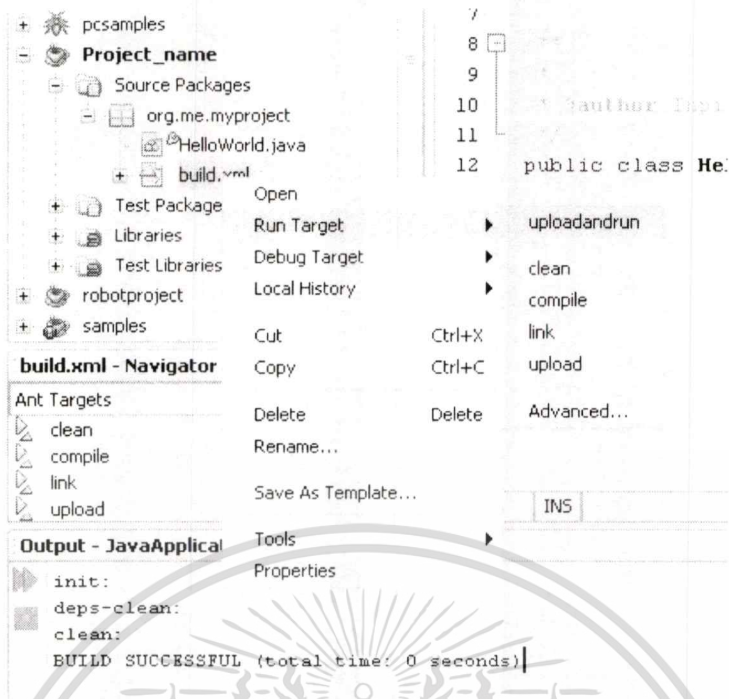 pcsamples
Project_name
Source Packages
org.me.myproject
HelloWorld.java
build.xml
Test Package
Libraries
Test Libraries
robotproject
samples
7
8
9
10
11
12
author
public class He
Open
Run Target
Debug Target
Local History
Cut Ctrl+X
Copy Ctrl+C
Delete Delete
Rename...
Save As Template...
Tools
Properties
uploadandrun
clean
compile
link
upload
Advanced...
build.xml - Navigator
Ant Targets
clean
compile
link
upload
INS
Output - JavaApplicat
init:
deps-clean:
clean:
BUILD SUCCESSFUL (total time: 0 seconds)